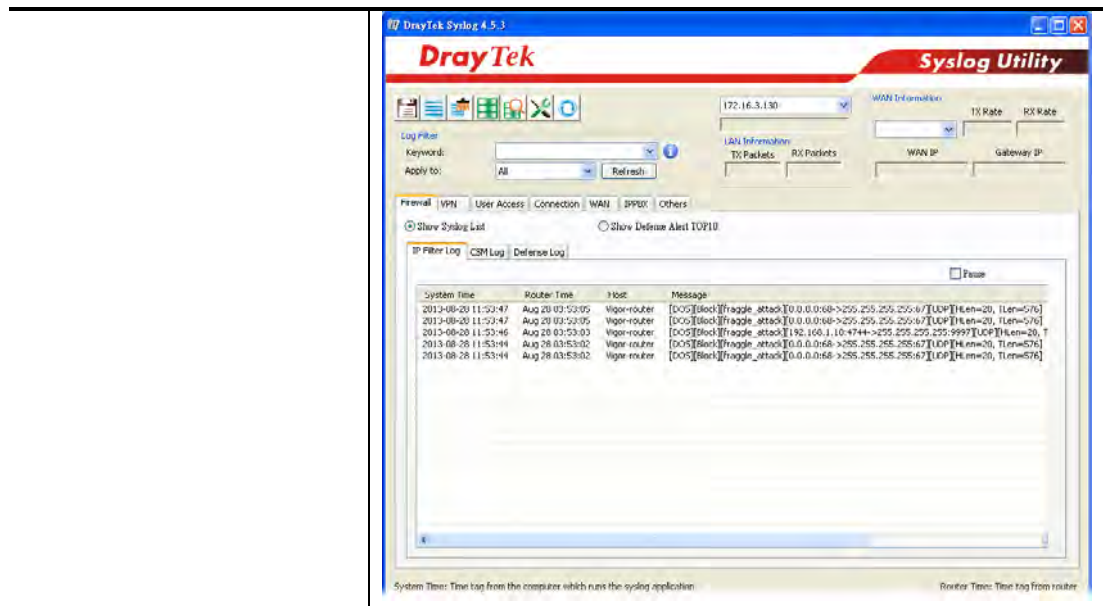 DrayTek Syslog 4.5.3
DrayTek
Syslog Utility
172.16.3.130
WAN Information
TX Rate RX Rate
Log Filter
Keyword:
Apply to: All Refresh
LAN Information
TX Packets RX Packets
WAN IP Gateway IP
Firewall VPN User Access Connection WAN IPPBX Others
Show Syslog List Show Defense Alert TOP10
IP Filter Log CSM Log Defense Log
Pause
System Time Router Time Host Message
2013-08-28 11:53:47 Aug 28 03:53:05 Vigor-router [DOS][Block][fraggle_attack][0.0.0.0:68->255.255.255.255:67][UDP][HLen=20, TLen=576]
2013-08-28 11:53:47 Aug 28 03:53:05 Vigor-router [DOS][Block][fraggle_attack][0.0.0.0:68->255.255.255.255:67][UDP][HLen=20, TLen=576]
2013-08-28 11:53:46 Aug 28 03:53:03 Vigor-router [DOS][Block][fraggle_attack][192.168.1.10:4744->255.255.255.255:9997][UDP][HLen=20, T
2013-08-28 11:53:44 Aug 28 03:53:02 Vigor-router [DOS][Block][fraggle_attack][0.0.0.0:68->255.255.255.255:67][UDP][HLen=20, TLen=576]
2013-08-28 11:53:44 Aug 28 03:53:02 Vigor-router [DOS][Block][fraggle_attack][0.0.0.0:68->255.255.255.255:67][UDP][HLen=20, TLen=576]
System Time: Time tag from the computer which runs the syslog application Router Time: Time tag from router